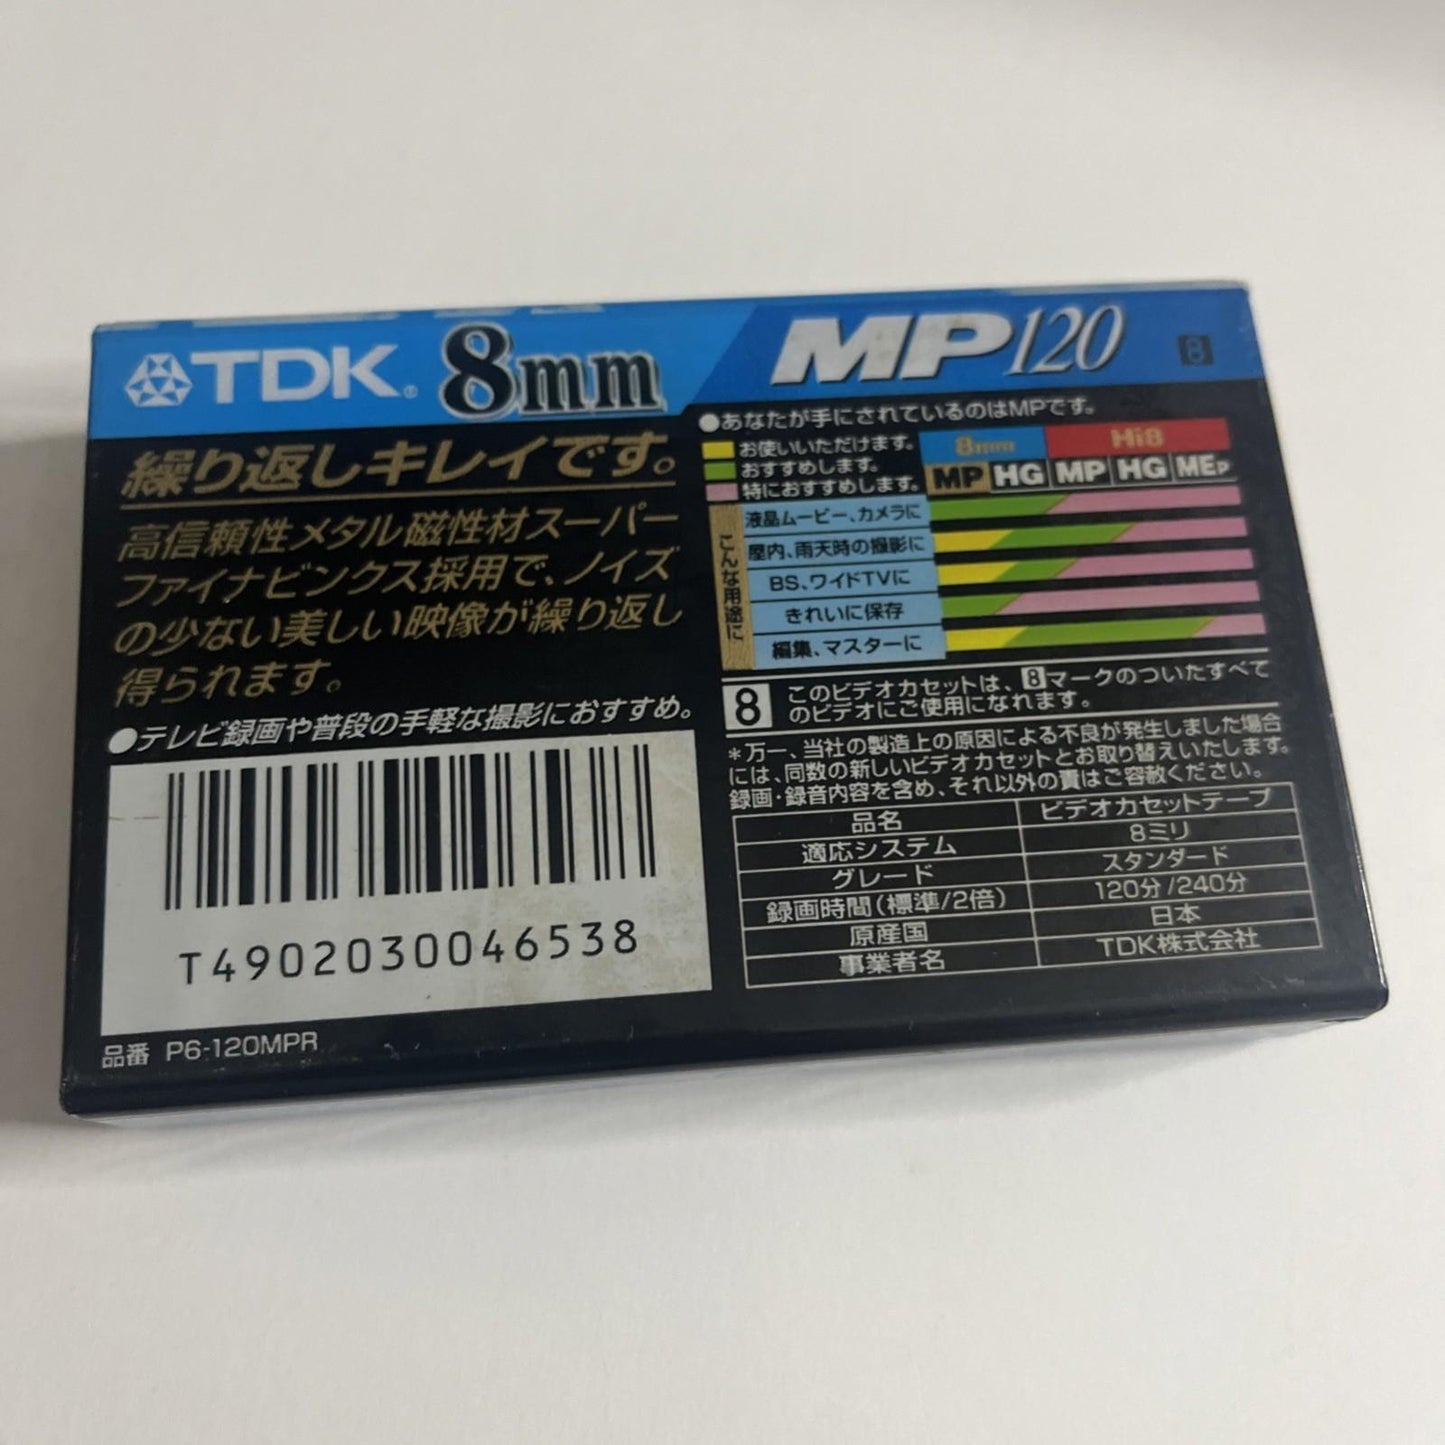 TDK® 8mm MP120 8
繰り返しキレイです。
高信頼性メタル磁性材スーパー
ファイナビンクス採用で、ノイズ
の少ない美しい映像が繰り返し
得られます。
●テレビ録画や普段の手軽な撮影におすすめ。
T4902030046538
品番 P6-120MPR
●あなたが手にされているのはMPです。
お使いいただけます。
おすすめします。
特におすすめします。
8mm Hi8
MP HG MP HG MEp
こんな用途に
液晶ムービー、カメラに
屋内、雨天時の撮影に
BS、ワイドTVに
きれいに保存
編集、マスターに
8 このビデオカセットは、8マークのついたすべて
のビデオにご使用になれます。
*万一、当社の製造上の原因による不良が発生しました場合
には、同数の新しいビデオカセットとお取り替えいたします。
録画・録音内容を含め、それ以外の責はご容赦ください。
品名 ビデオカセットテープ
適応システム 8ミリ
グレード スタンダード
録画時間(標準/2倍) 120分/240分
原産国 日本
事業者名 TDK株式会社